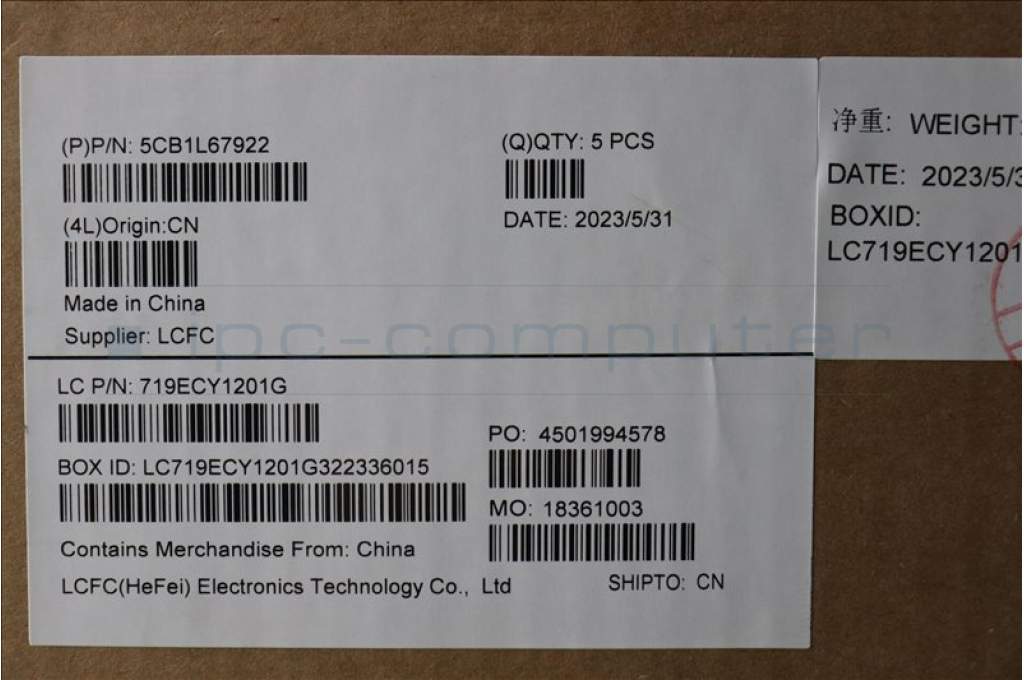 (P)P/N: 5CB1L67922
(Q)QTY: 5 PCS
(4L)Origin:CN
DATE: 2023/5/31
Made in China
Supplier: LCFC
LC P/N: 719ECY1201G
PO: 4501994578
BOX ID: LC719ECY1201G322336015
MO: 18361003
Contains Merchandise From: China
LCFC(HeFei) Electronics Technology Co., Ltd
SHIPTO: CN
净重: WEIGHT:
DATE: 2023/5/3
BOXID:
LC719ECY1201
ipc-computer